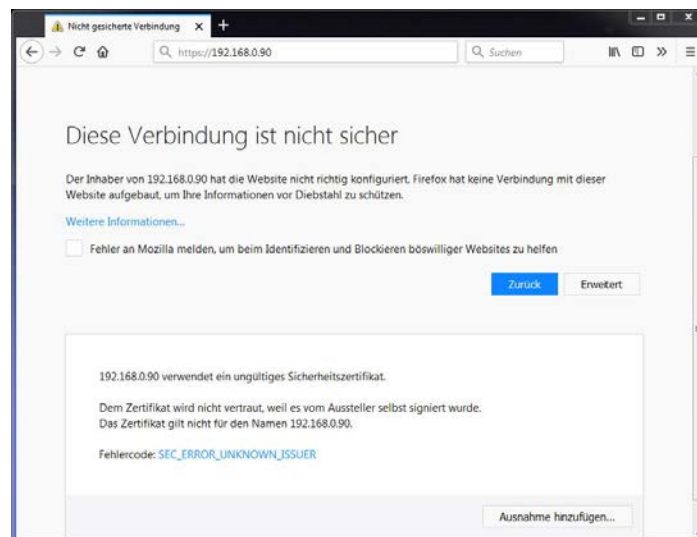 Nicht gesicherte Verbindung
https://192.168.0.90
Suchen
Diese Verbindung ist nicht sicher
Der Inhaber von 192.168.0.90 hat die Website nicht richtig konfiguriert. Firefox hat keine Verbindung mit dieser
Website aufgebaut, um Ihre Informationen vor Diebstahl zu schützen.
Weitere Informationen...
Fehler an Mozilla melden, um beim Identifizieren und Blockieren böswilliger Websites zu helfen
Zurück
Erweitert
192.168.0.90 verwendet ein ungültiges Sicherheitszertifikat.
Dem Zertifikat wird nicht vertraut, weil es vom Aussteller selbst signiert wurde.
Das Zertifikat gilt nicht für den Namen 192.168.0.90.
Fehlercode: SEC_ERROR_UNKNOWN_ISSUER
Ausnahme hinzufügen...